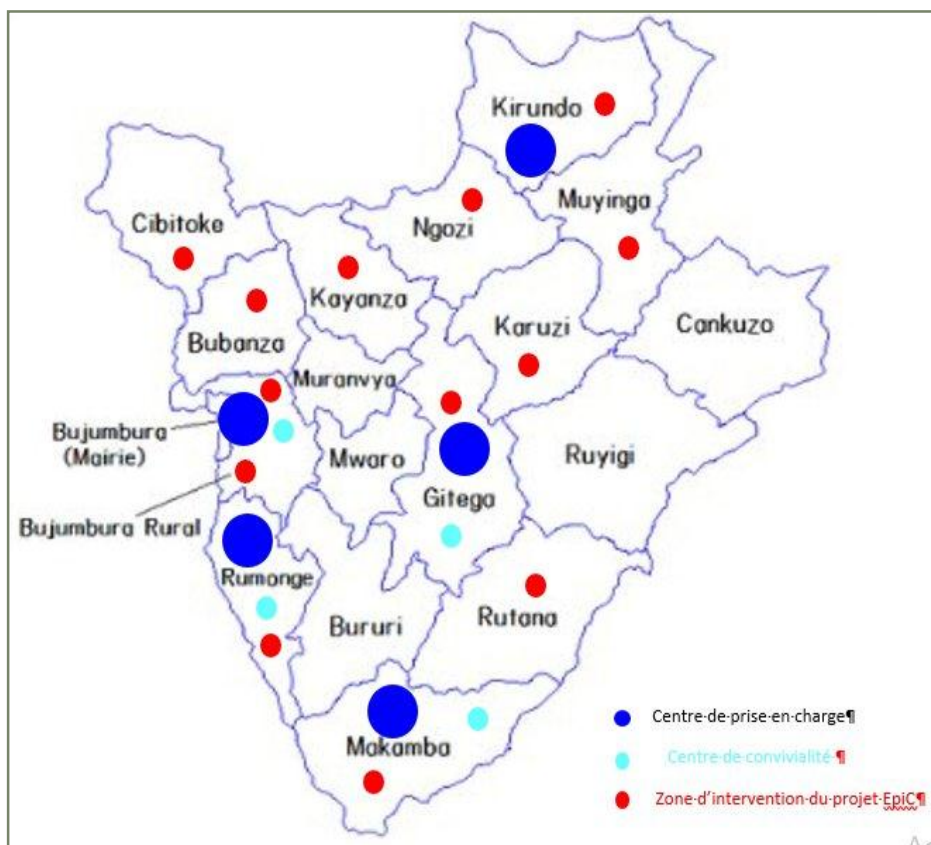 Kirundo
Muyinga
Ngozi
Cibitoke
Kayanza
Karuzi
Cankuzo
Bubanza
Muranvya
Bujumbura
(Mairie)
Mwaro
Ruyigi
Gitega
Bujumbura Rural
Rumonge
Rutana
Bururi
Makamba
Centre·de·prise·en·charge¶
Centre·de·convivialité·¶
Zone·d’intervention·du·projet·EpiC¶